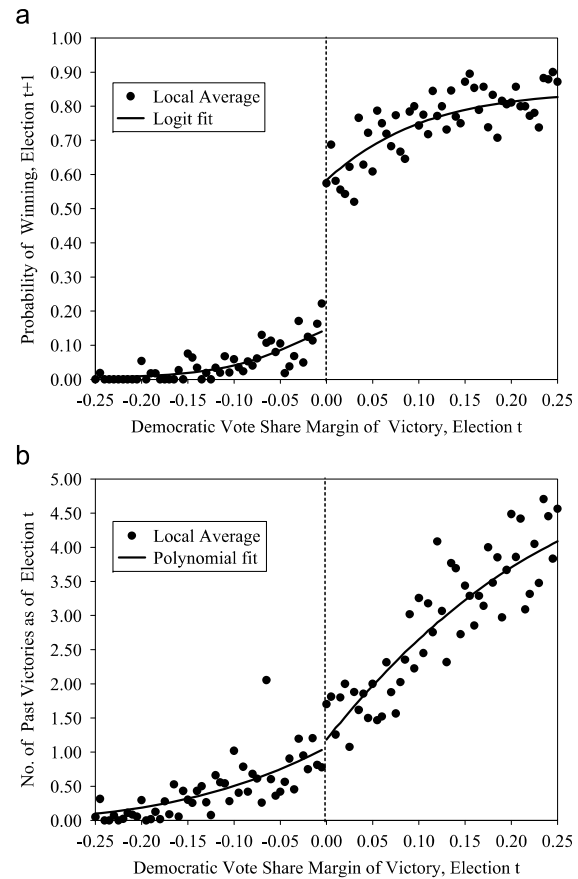 a
1.00
0.90
0.80
0.70
0.60
0.50
0.40
0.30
0.20
0.10
0.00
Probability of Winning, Election t+1
Local Average
Logit fit
-0.25 -0.20 -0.15 -0.10 -0.05 0.00 0.05 0.10 0.15 0.20 0.25
Democratic Vote Share Margin of Victory, Election t
b
5.00
4.50
4.00
3.50
3.00
2.50
2.00
1.50
1.00
0.50
0.00
No. of Past Victories as of Election t
Local Average
Polynomial fit
-0.25 -0.20 -0.15 -0.10 -0.05 0.00 0.05 0.10 0.15 0.20 0.25
Democratic Vote Share Margin of Victory, Election t